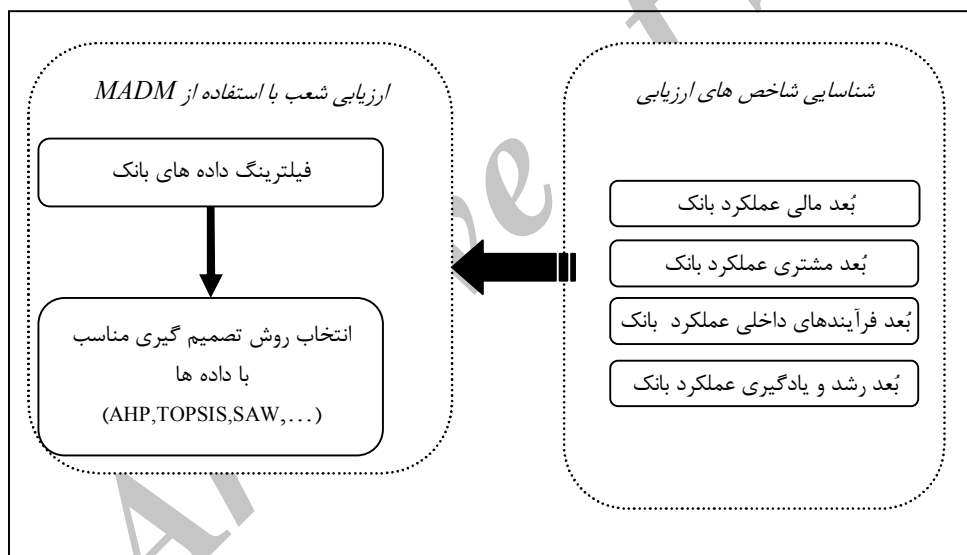 شناسایی شاخص های ارزیابی
بُعد مالی عملکرد بانک
بُعد مشتری عملکرد بانک
بُعد فرآیندهای داخلی عملکرد بانک
بُعد رشد و یادگیری عملکرد بانک
ارزیابی شعب با استفاده از MADM
فیلترینگ داده های بانک
انتخاب روش تصمیم گیری مناسب
با داده ها
(AHP,TOPSIS,SAW,…)